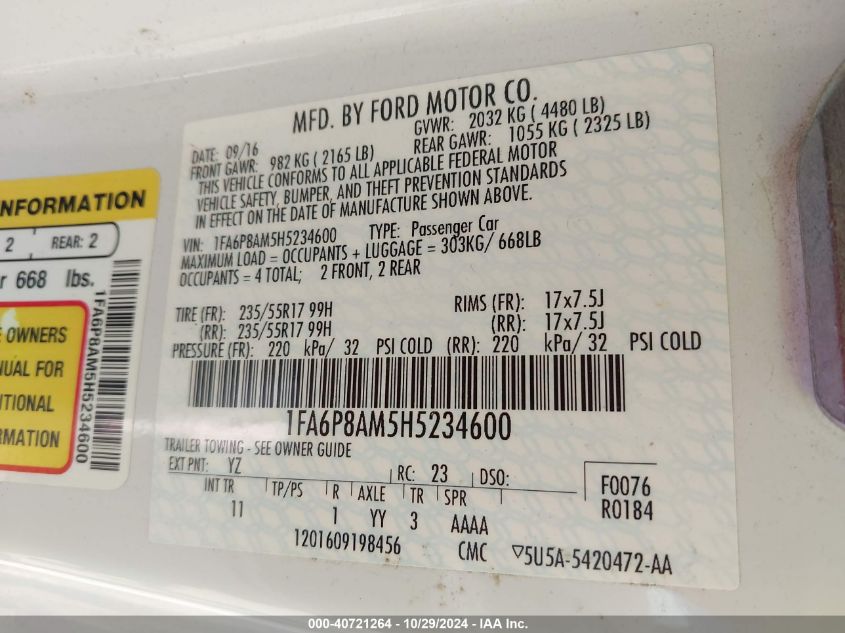 MFD. BY FORD MOTOR CO.
DATE: 09/16 GVWR: 2032 KG ( 4480 LB)
FRONT GAWR: 982 KG ( 2165 LB) REAR GAWR: 1055 KG ( 2325 LB)
THIS VEHICLE CONFORMS TO ALL APPLICABLE FEDERAL MOTOR
VEHICLE SAFETY, BUMPER, AND THEFT PREVENTION STANDARDS
IN EFFECT ON THE DATE OF MANUFACTURE SHOWN ABOVE.
VIN: 1FA6P8AM5H5234600 TYPE: Passenger Car
MAXIMUM LOAD = OCCUPANTS + LUGGAGE = 303KG/ 668LB
OCCUPANTS = 4 TOTAL; 2 FRONT, 2 REAR
TIRE (FR): 235/55R17 99H RIMS (FR): 17x7.5J
(RR): 235/55R17 99H (RR): 17x7.5J
PRESSURE (FR): 220 kPa/ 32 PSI COLD (RR): 220 kPa/ 32 PSI COLD
1FA6P8AM5H5234600
TRAILER TOWING - SEE OWNER GUIDE
EXT PNT: YZ RC: 23 DSO:
INT TR TP/PS R AXLE TR SPR
11 1 YY 3 AAAA
F0076
R0184
1201609198456 CMC ▽5U5A-5420472-AA
NFORMATION
2 REAR: 2
r 668 lbs.
E OWNERS
NUAL FOR
ITIONAL
RMATION
1FA6P8AM5H5234600
000-40721264 - 10/29/2024 - IAA Inc.